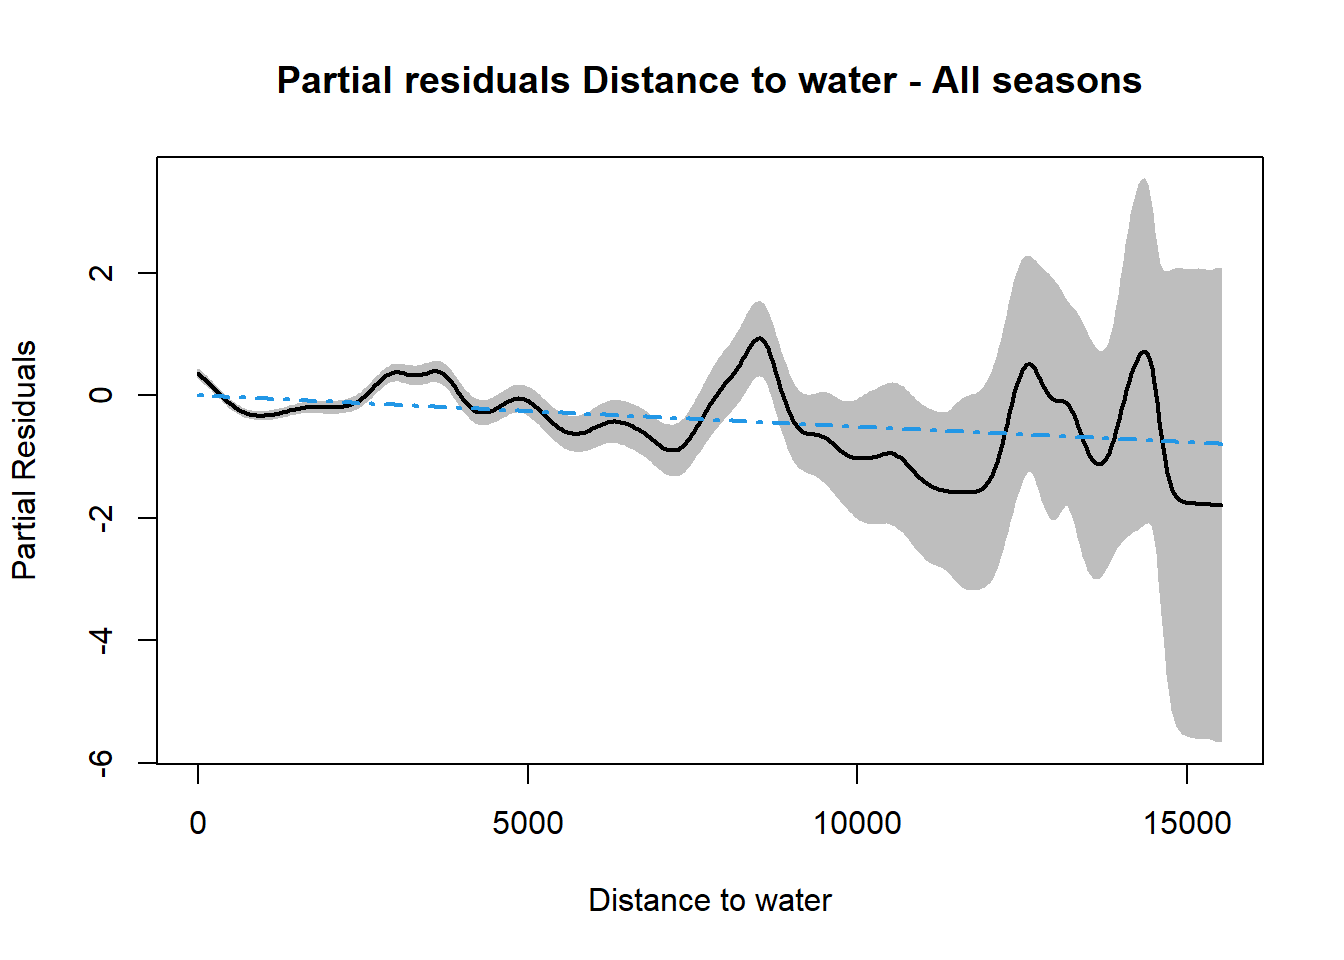 Partial residuals Distance to water - All seasons
Partial Residuals
2
0
-2
-4
-6
0 5000 10000 15000
Distance to water